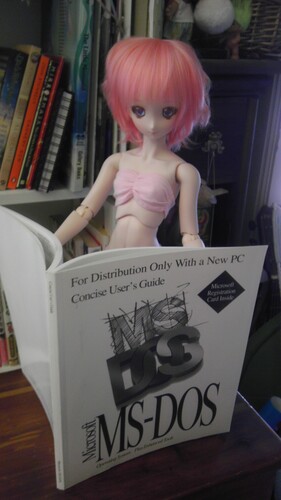 For Distribution Only With a New PC
Concise User's Guide
Microsoft
Registration
Card Inside
MS
DOS
Microsoft
MS-DOS